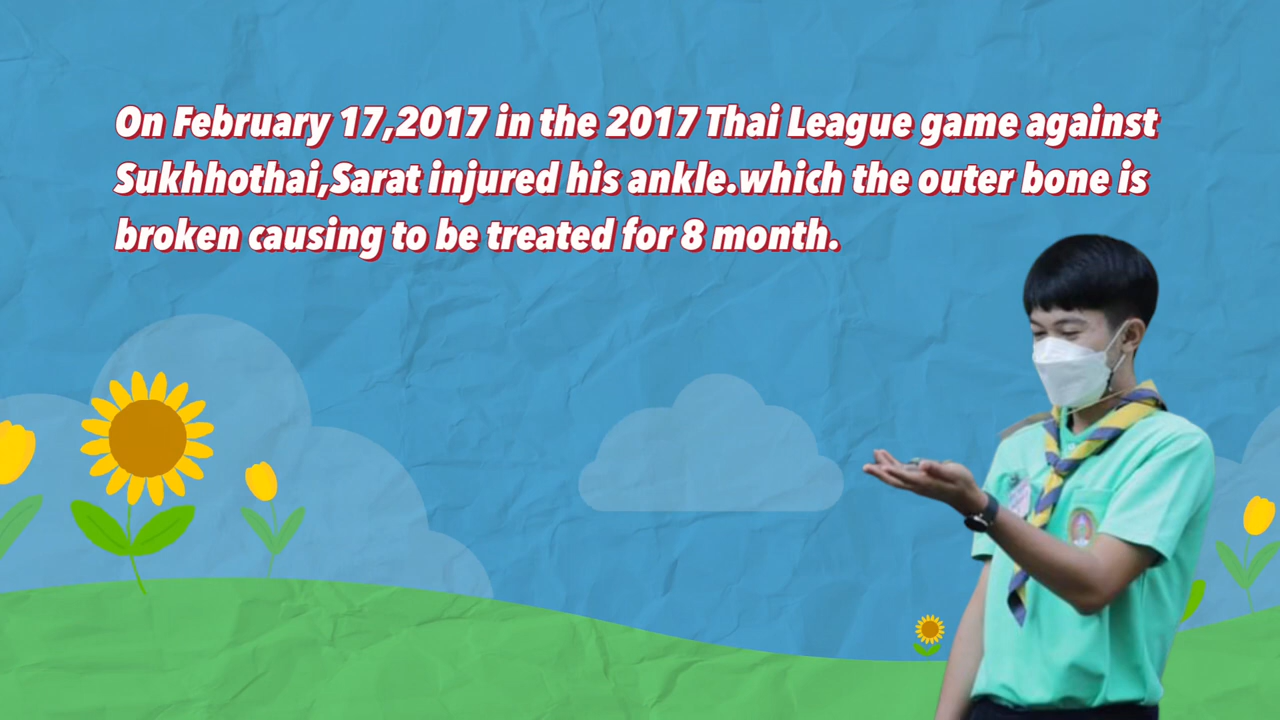 On February 17,2017 in the 2017 Thai League game against
Sukhhothai,Sarat injured his ankle.which the outer bone is
broken causing to be treated for 8 month.